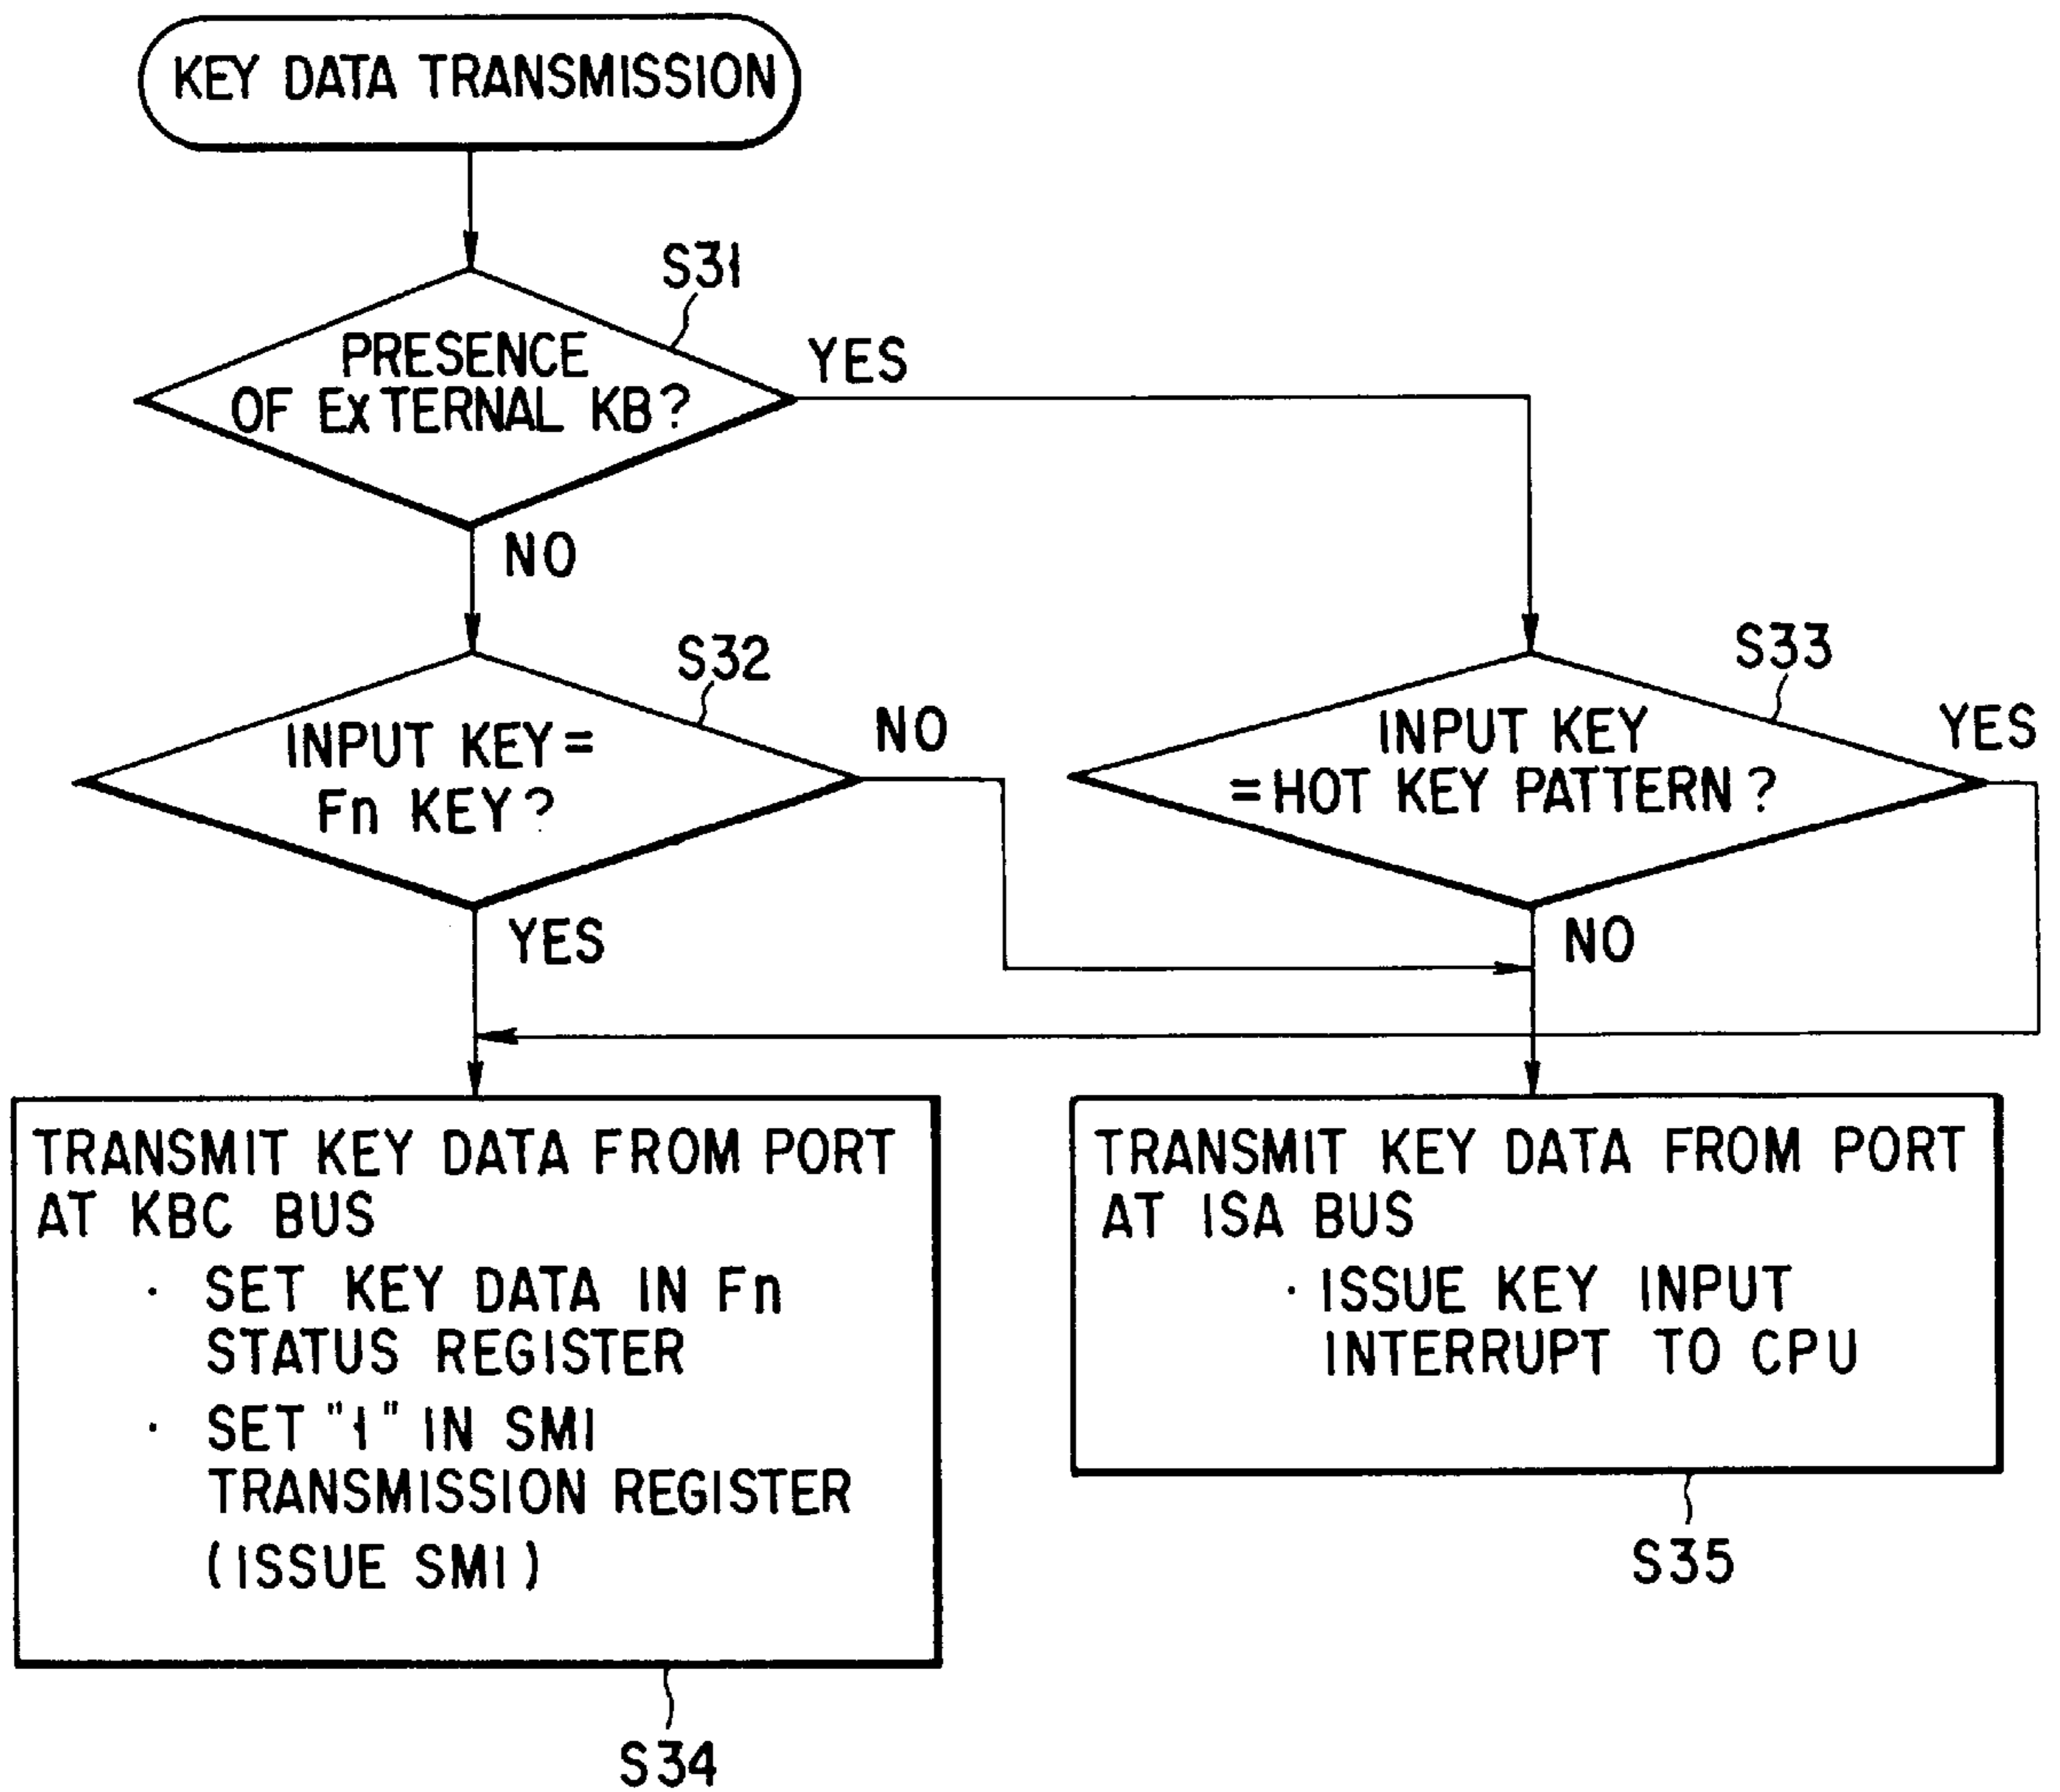 KEY DATA TRANSMISSION
S31
PRESENCE
OF EXTERNAL KB?
YES
NO
S32
INPUT KEY=
Fn KEY?
NO
YES
S33
INPUT KEY
=HOT KEY PATTERN?
YES
NO
TRANSMIT KEY DATA FROM PORT
AT KBC BUS
· SET KEY DATA IN Fn
STATUS REGISTER
· SET "1" IN SMI
TRANSMISSION REGISTER
(ISSUE SMI)
S34
TRANSMIT KEY DATA FROM PORT
AT ISA BUS
· ISSUE KEY INPUT
INTERRUPT TO CPU
S35